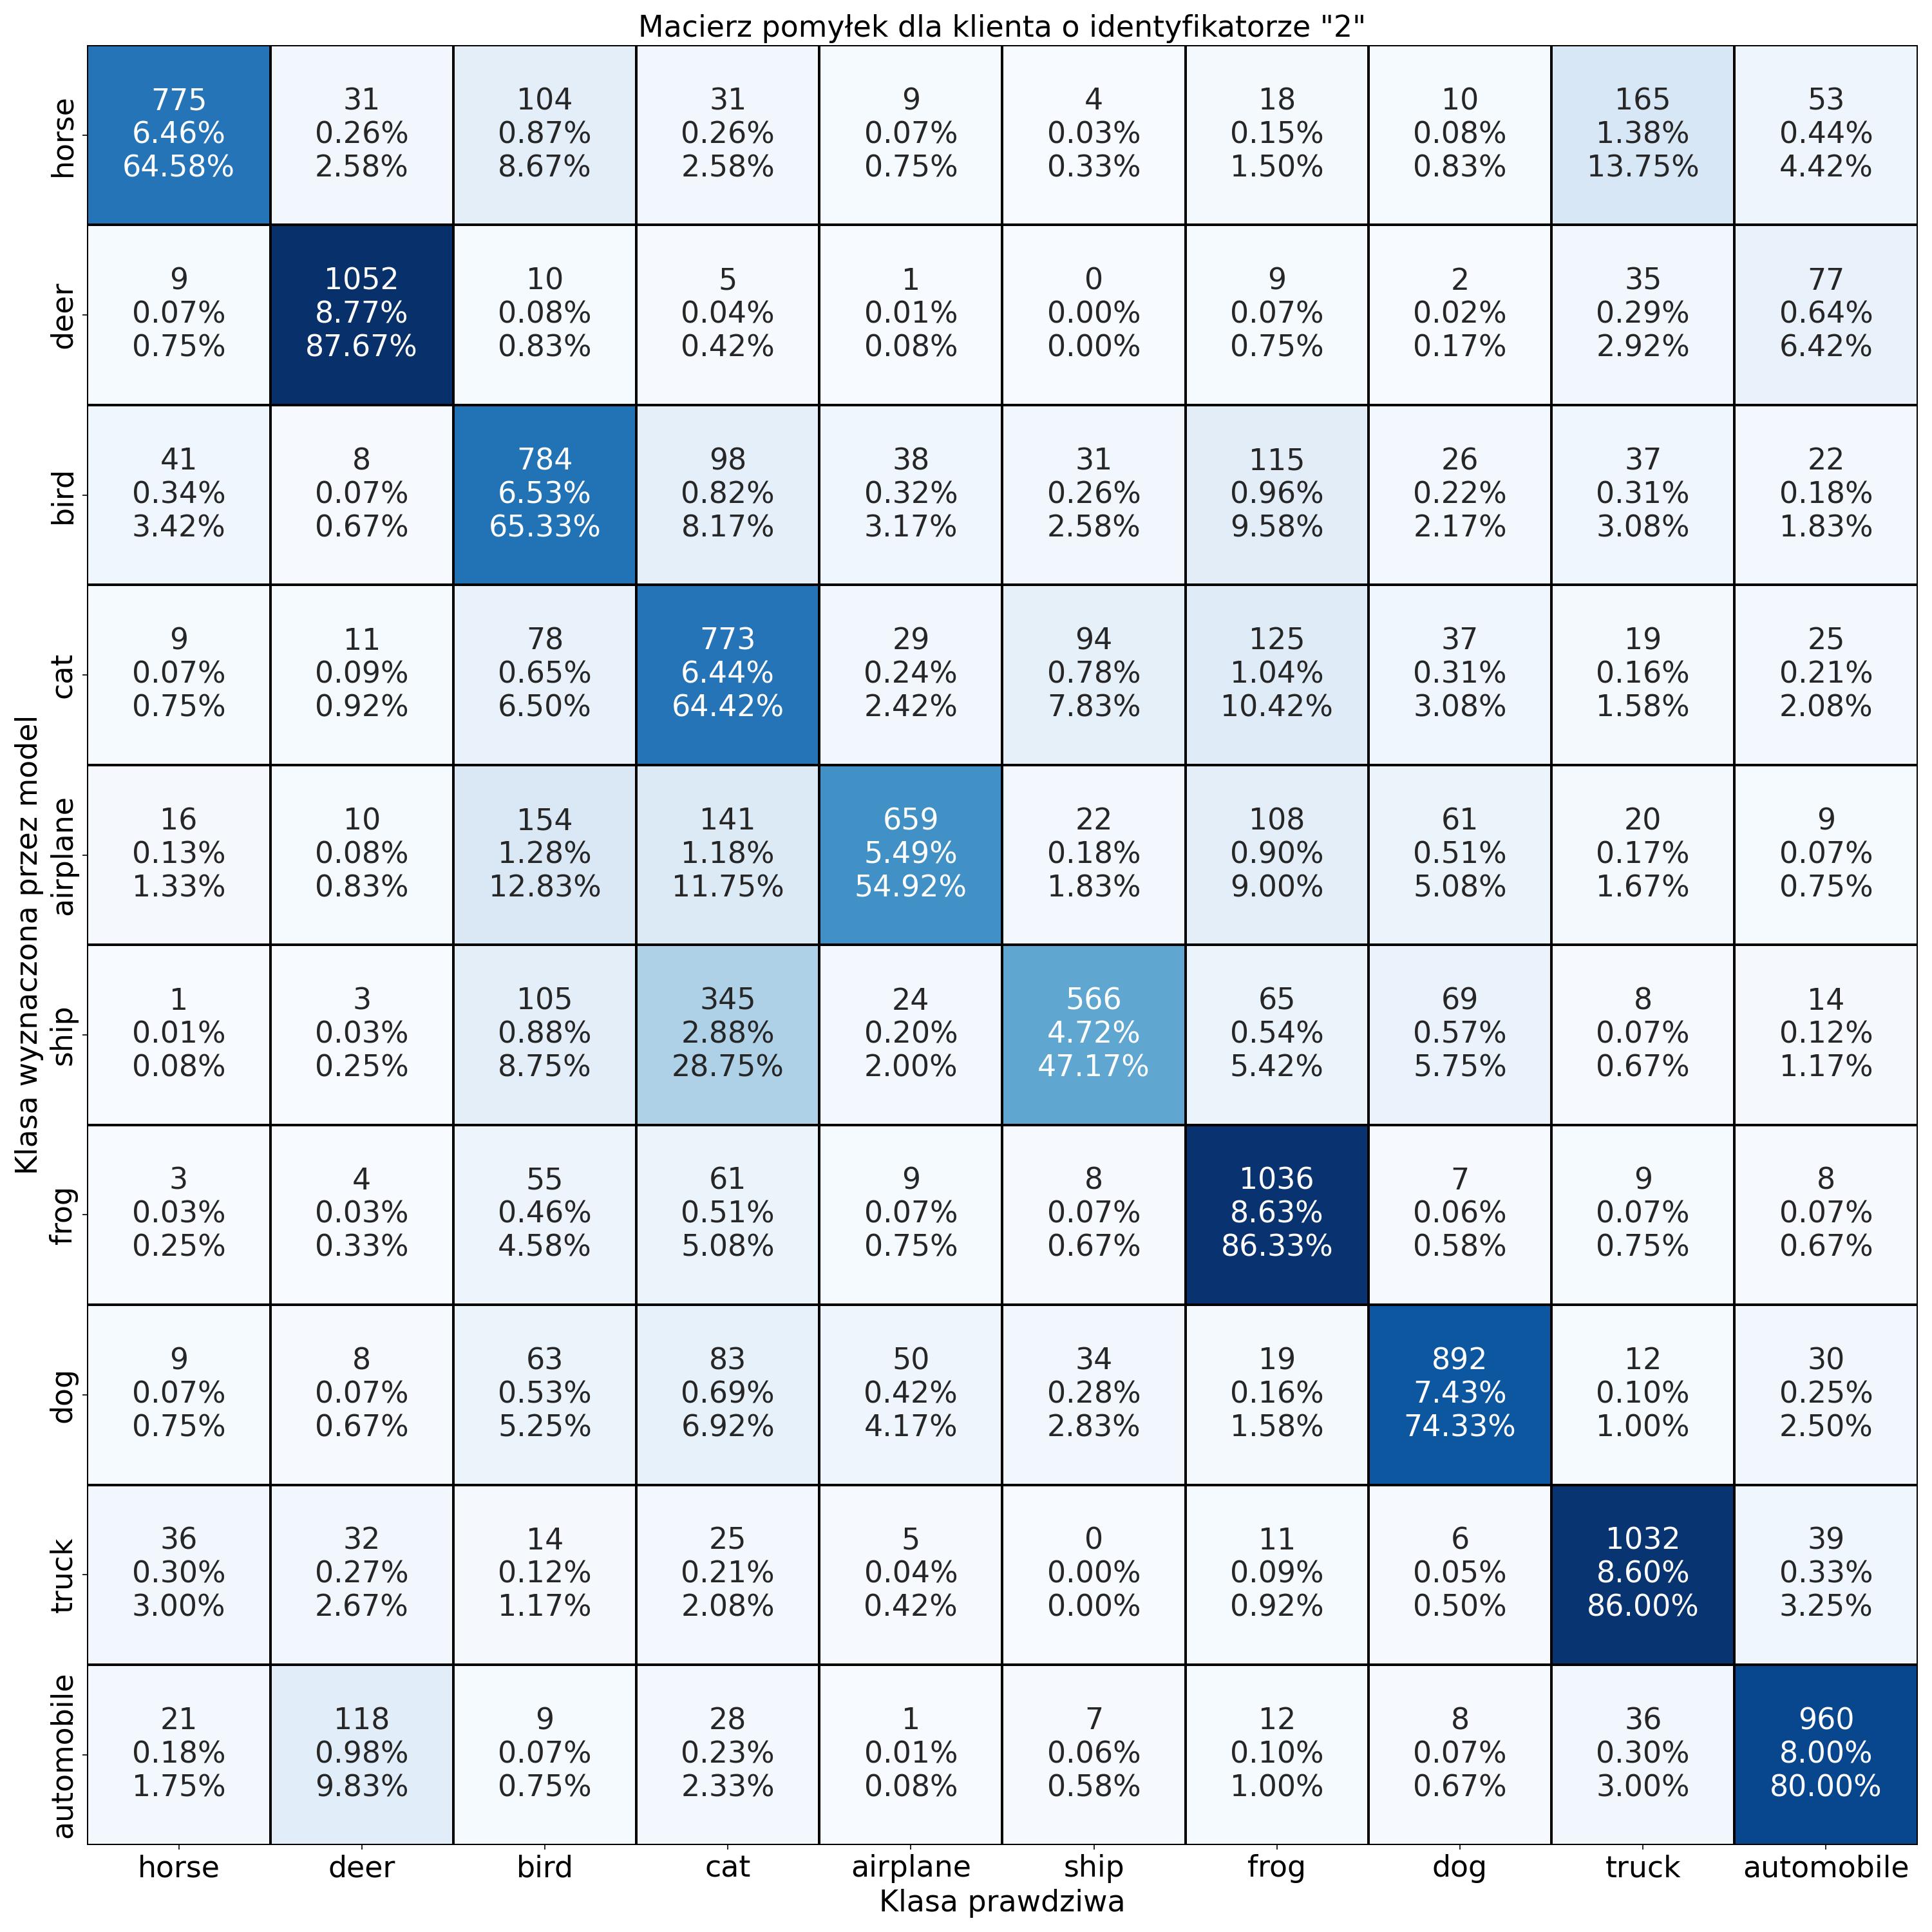 Macierz pomyłek dla klienta o identyfikatorze "2"
Klasa wyznaczona przez model
horse
775 31 104 31 9 4 18 10 165 53
6.46% 0.26% 0.87% 0.26% 0.07% 0.03% 0.15% 0.08% 1.38% 0.44%
64.58% 2.58% 8.67% 2.58% 0.75% 0.33% 1.50% 0.83% 13.75% 4.42%
deer
9 1052 10 5 1 0 9 2 35 77
0.07% 8.77% 0.08% 0.04% 0.01% 0.00% 0.07% 0.02% 0.29% 0.64%
0.75% 87.67% 0.83% 0.42% 0.08% 0.00% 0.75% 0.17% 2.92% 6.42%
bird
41 8 784 98 38 31 115 26 37 22
0.34% 0.07% 6.53% 0.82% 0.32% 0.26% 0.96% 0.22% 0.31% 0.18%
3.42% 0.67% 65.33% 8.17% 3.17% 2.58% 9.58% 2.17% 3.08% 1.83%
cat
9 11 78 773 29 94 125 37 19 25
0.07% 0.09% 0.65% 6.44% 0.24% 0.78% 1.04% 0.31% 0.16% 0.21%
0.75% 0.92% 6.50% 64.42% 2.42% 7.83% 10.42% 3.08% 1.58% 2.08%
airplane
16 10 154 141 659 22 108 61 20 9
0.13% 0.08% 1.28% 1.18% 5.49% 0.18% 0.90% 0.51% 0.17% 0.07%
1.33% 0.83% 12.83% 11.75% 54.92% 1.83% 9.00% 5.08% 1.67% 0.75%
ship
1 3 105 345 24 566 65 69 8 14
0.01% 0.03% 0.88% 2.88% 0.20% 4.72% 0.54% 0.57% 0.07% 0.12%
0.08% 0.25% 8.75% 28.75% 2.00% 47.17% 5.42% 5.75% 0.67% 1.17%
frog
3 4 55 61 9 8 1036 7 9 8
0.03% 0.03% 0.46% 0.51% 0.07% 0.07% 8.63% 0.06% 0.07% 0.07%
0.25% 0.33% 4.58% 5.08% 0.75% 0.67% 86.33% 0.58% 0.75% 0.67%
dog
9 8 63 83 50 34 19 892 12 30
0.07% 0.07% 0.53% 0.69% 0.42% 0.28% 0.16% 7.43% 0.10% 0.25%
0.75% 0.67% 5.25% 6.92% 4.17% 2.83% 1.58% 74.33% 1.00% 2.50%
truck
36 32 14 25 5 0 11 6 1032 39
0.30% 0.27% 0.12% 0.21% 0.04% 0.00% 0.09% 0.05% 8.60% 0.33%
3.00% 2.67% 1.17% 2.08% 0.42% 0.00% 0.92% 0.50% 86.00% 3.25%
automobile
21 118 9 28 1 7 12 8 36 960
0.18% 0.98% 0.07% 0.23% 0.01% 0.06% 0.10% 0.07% 0.30% 8.00%
1.75% 9.83% 0.75% 2.33% 0.08% 0.58% 1.00% 0.67% 3.00% 80.00%
horse deer bird cat airplane ship frog dog truck automobile
Klasa prawdziwa